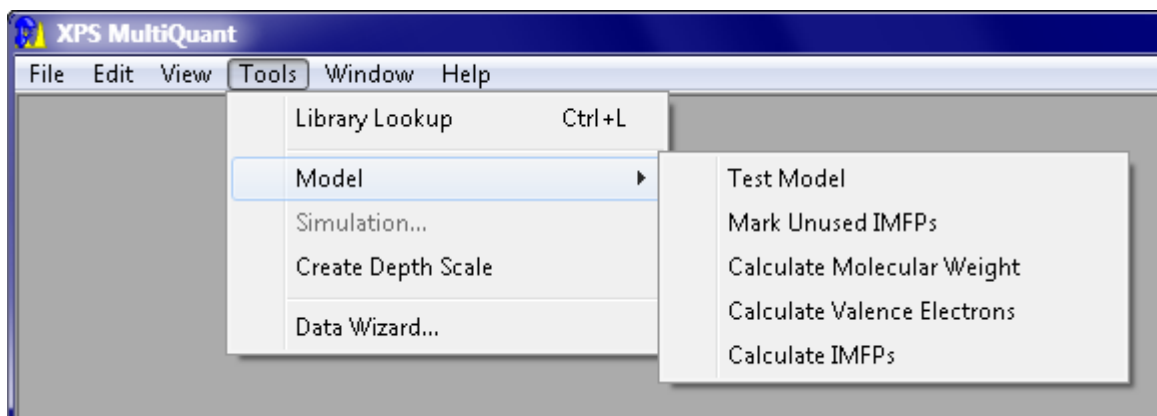 XPS MultiQuant
File Edit View Tools Window Help
Library Lookup Ctrl+L
Model
Simulation...
Create Depth Scale
Data Wizard...
Test Model
Mark Unused IMFPs
Calculate Molecular Weight
Calculate Valence Electrons
Calculate IMFPs